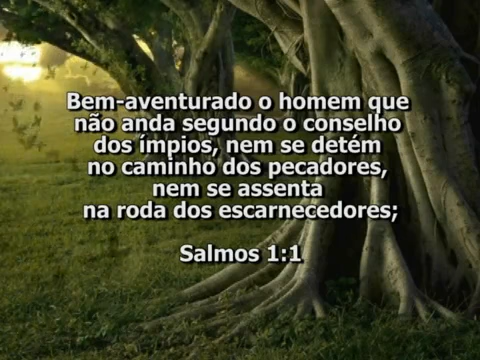 Bem-aventurado o homem que
não anda segundo o conselho
dos ímpios, nem se detém
no caminho dos pecadores,
nem se assenta
na roda dos escarnecedores;
Salmos 1:1